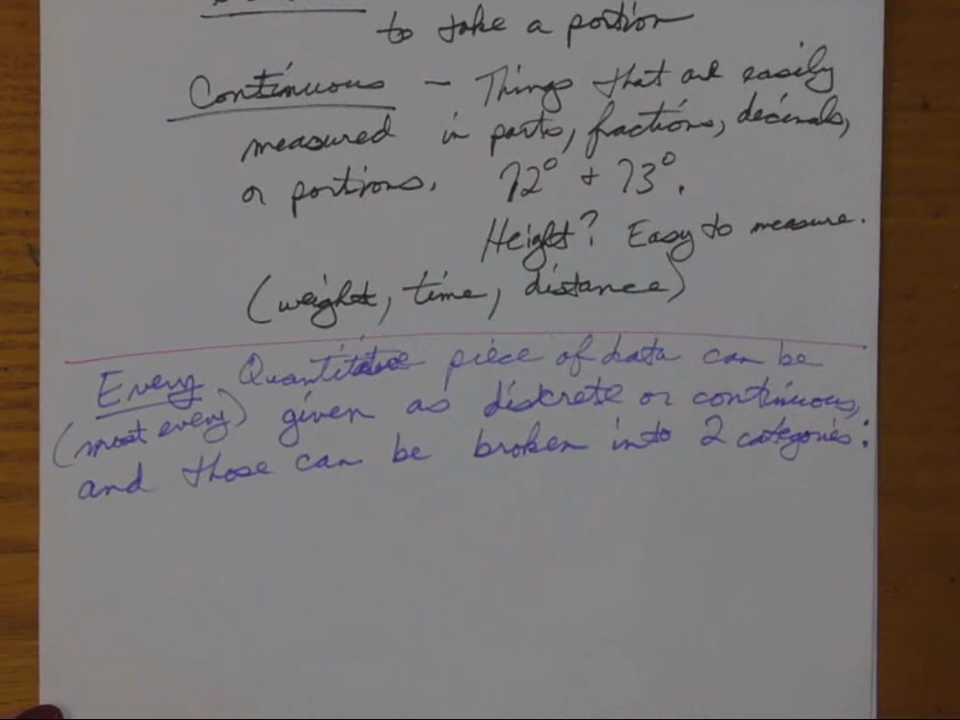 to take a portion
Continuous - Things that are easily
measured in parts, fractions, decimals,
or portions. 72° + 73°.
Height? Easy to measure.
(weight, time, distance)
Every Quantitative piece of data can be
(most every) given as discrete or continuous,
and those can be broken into 2 categories: